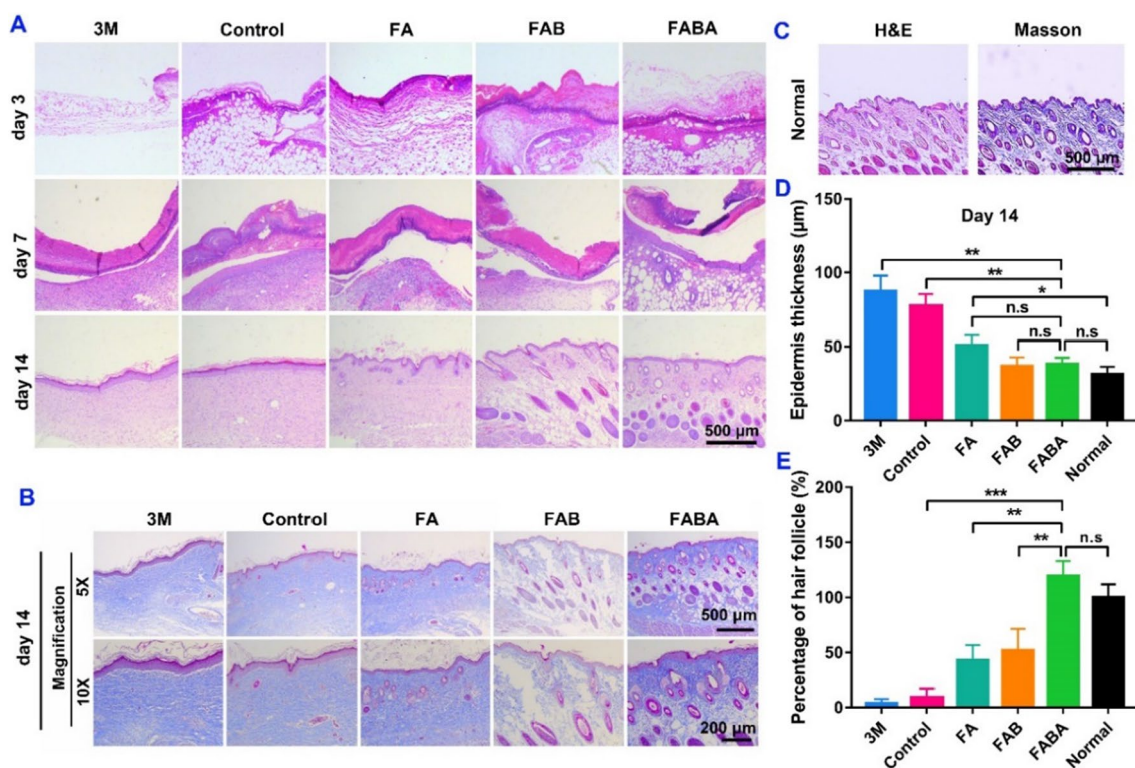 A
3M Control FA FAB FABA
day 3
day 7
day 14
500 µm
B
3M Control FA FAB FABA
day 14
Magnification
5X
500 µm
10X
200 µm
C
H&E Masson
Normal
500 µm
D
Day 14
Epidermis thickness (µm)
150
100
50
0
**
**
*
n.s
n.s n.s
3M Control FA FAB FABA Normal
E
Percentage of hair follicle (%)
200
150
100
50
0
***
**
** n.s
3M Control FA FAB FABA Normal